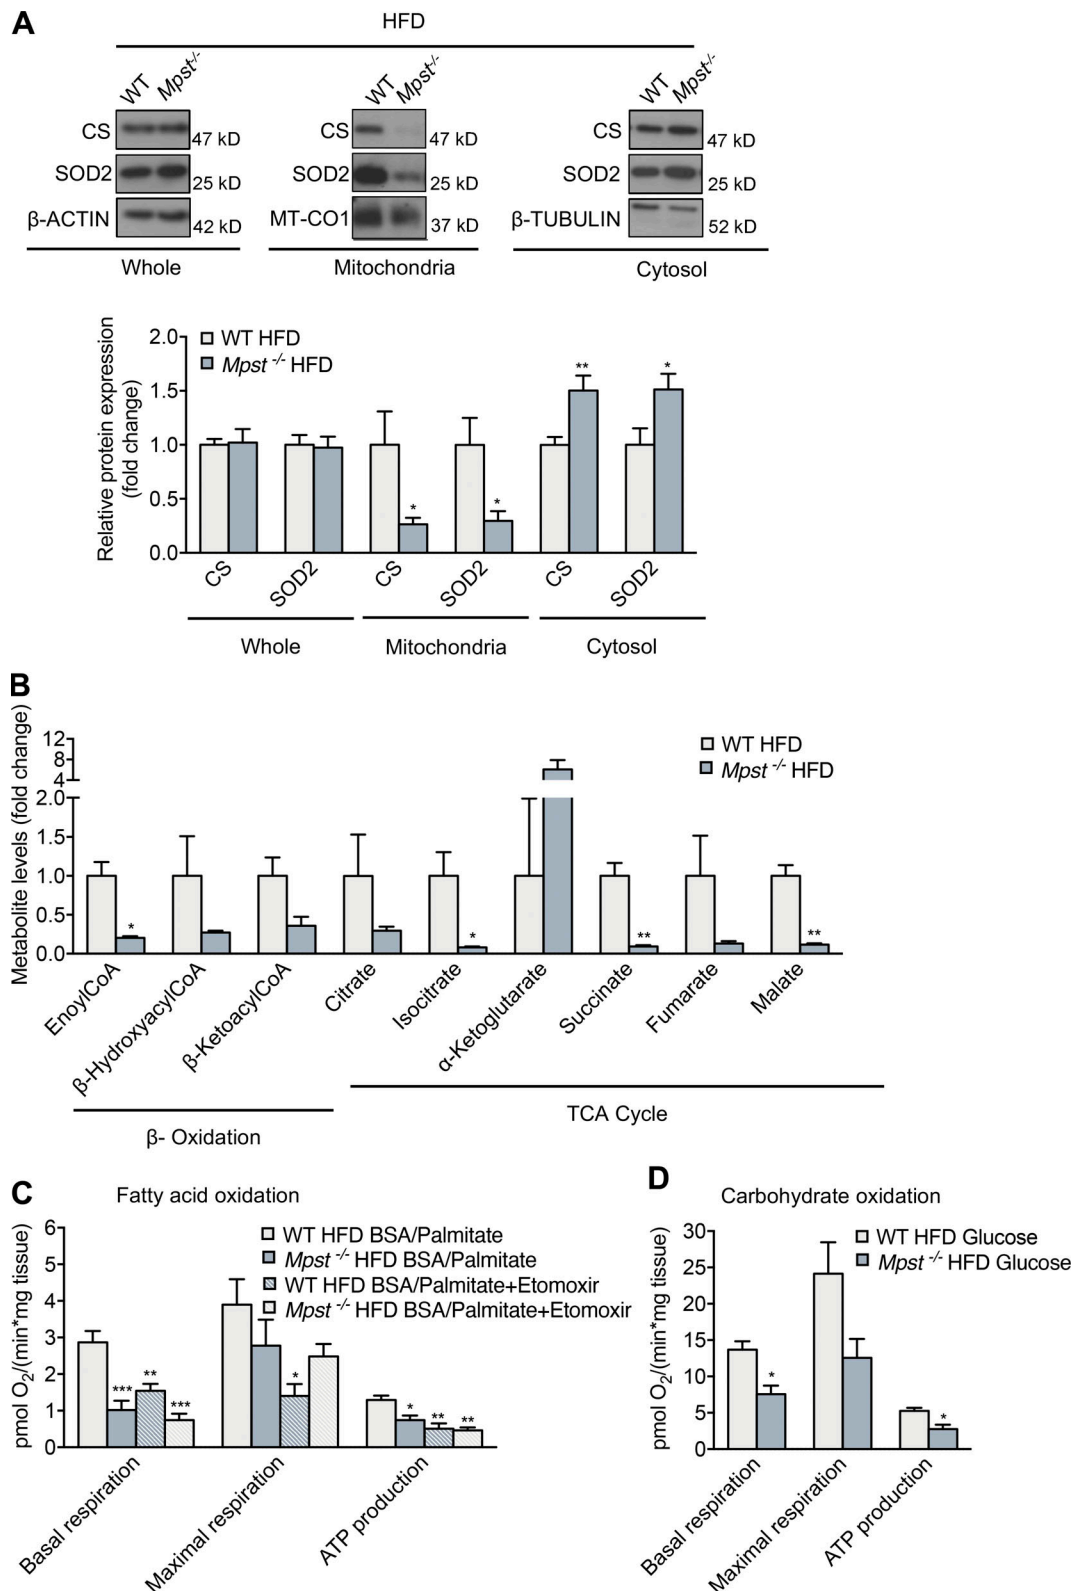 A
HFD
WT Mpst-/- WT Mpst-/- WT Mpst-/-
CS 47 kD CS 47 kD CS 47 kD
SOD2 25 kD SOD2 25 kD SOD2 25 kD
β-ACTIN 42 kD MT-CO1 37 kD β-TUBULIN 52 kD
Whole Mitochondria Cytosol
Relative protein expression
(fold change)
2.0
1.5
1.0
0.5
0.0
WT HFD
Mpst -/- HFD
* * ** *
CS SOD2 CS SOD2 CS SOD2
Whole Mitochondria Cytosol
B
Metabolite levels (fold change)
12
8
4
2.0
1.5
1.0
0.5
0.0
WT HFD
Mpst -/- HFD
* * ** **
EnoylCoA β-HydroxyacylCoA β-KetoacylCoA Citrate Isocitrate α-Ketoglutarate Succinate Fumarate Malate
β- Oxidation TCA Cycle
C
Fatty acid oxidation
pmol O2/(min*mg tissue)
6
5
4
3
2
1
0
WT HFD BSA/Palmitate
Mpst -/- HFD BSA/Palmitate
WT HFD BSA/Palmitate+Etomoxir
Mpst -/- HFD BSA/Palmitate+Etomoxir
*** ** *** * * ** **
Basal respiration Maximal respiration ATP production
D
Carbohydrate oxidation
pmol O2/(min*mg tissue)
30
25
20
15
10
5
0
WT HFD Glucose
Mpst -/- HFD Glucose
* *
Basal respiration Maximal respiration ATP production